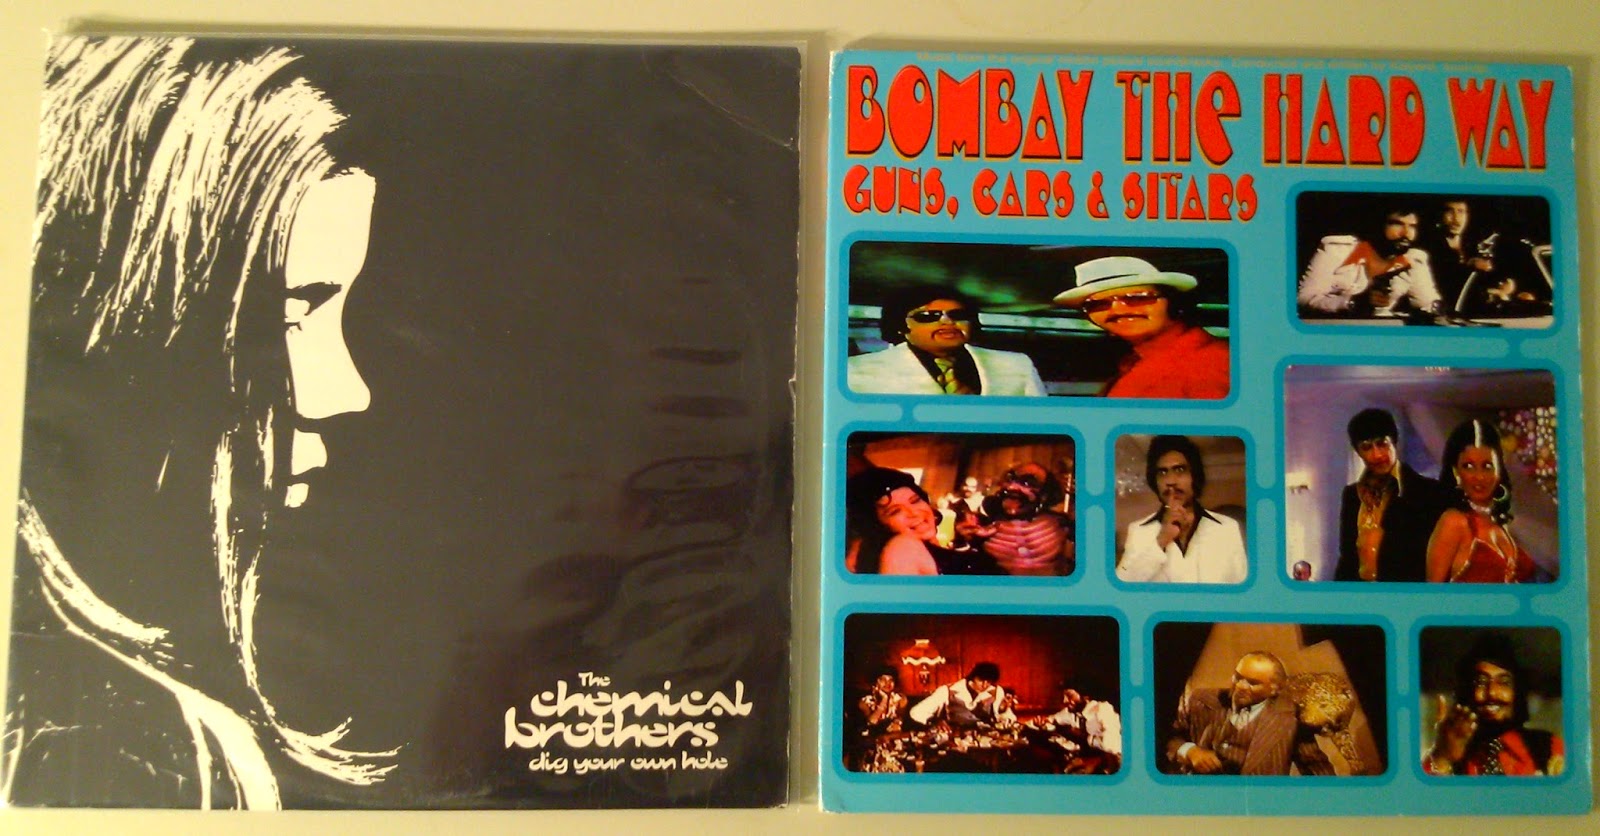 The
chemical
brothers
dig your own hole
BOMBAY THE HARD WAY
GUNS, CARS & SITARS